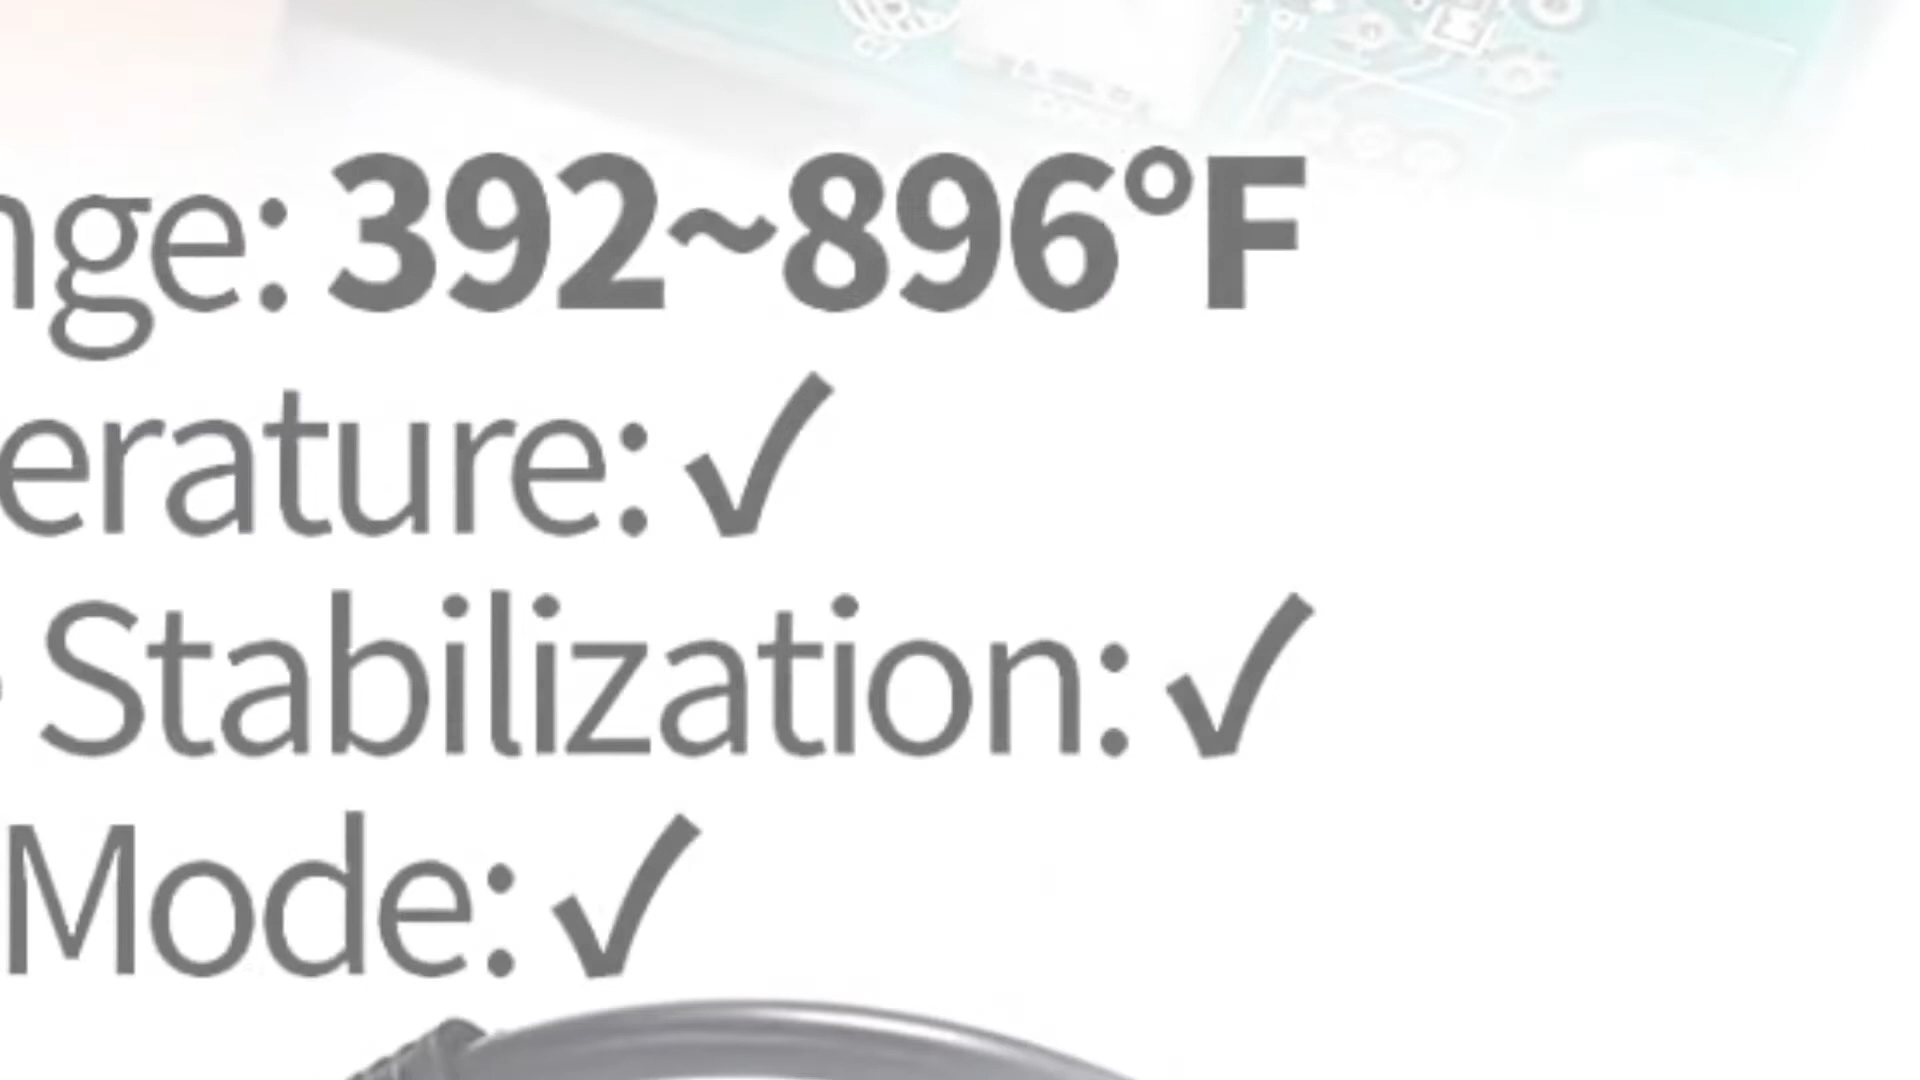 nge: 392~896°F
erature: ✓
Stabilization: ✓
Mode: ✓